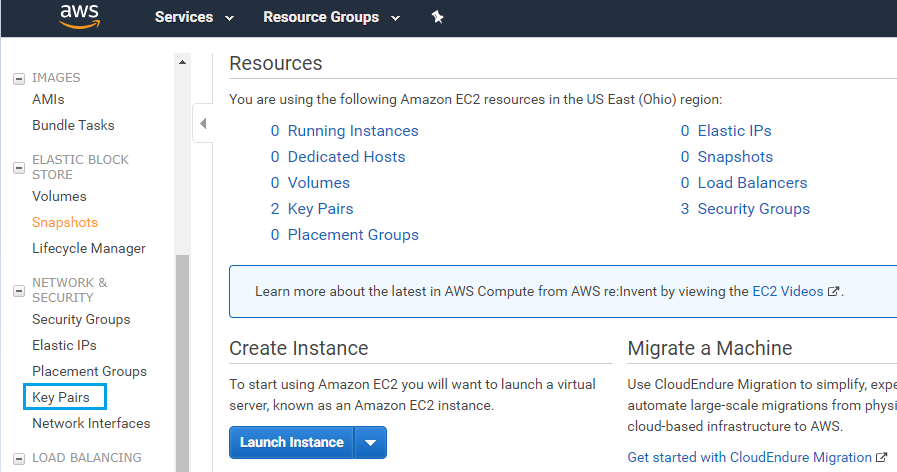 aws
Services
Resource Groups
IMAGES
AMIs
Bundle Tasks
ELASTIC BLOCK
STORE
Volumes
Snapshots
Lifecycle Manager
NETWORK &
SECURITY
Security Groups
Elastic IPs
Placement Groups
Key Pairs
Network Interfaces
LOAD BALANCING
Resources
You are using the following Amazon EC2 resources in the US East (Ohio) region:
0 Running Instances
0 Dedicated Hosts
0 Volumes
2 Key Pairs
0 Placement Groups
0 Elastic IPs
0 Snapshots
0 Load Balancers
3 Security Groups
Learn more about the latest in AWS Compute from AWS re:Invent by viewing the EC2 Videos.
Create Instance
To start using Amazon EC2 you will want to launch a virtual
server, known as an Amazon EC2 instance.
Launch Instance
Migrate a Machine
Use CloudEndure Migration to simplify, expe
automate large-scale migrations from physi
cloud-based infrastructure to AWS.
Get started with CloudEndure Migration